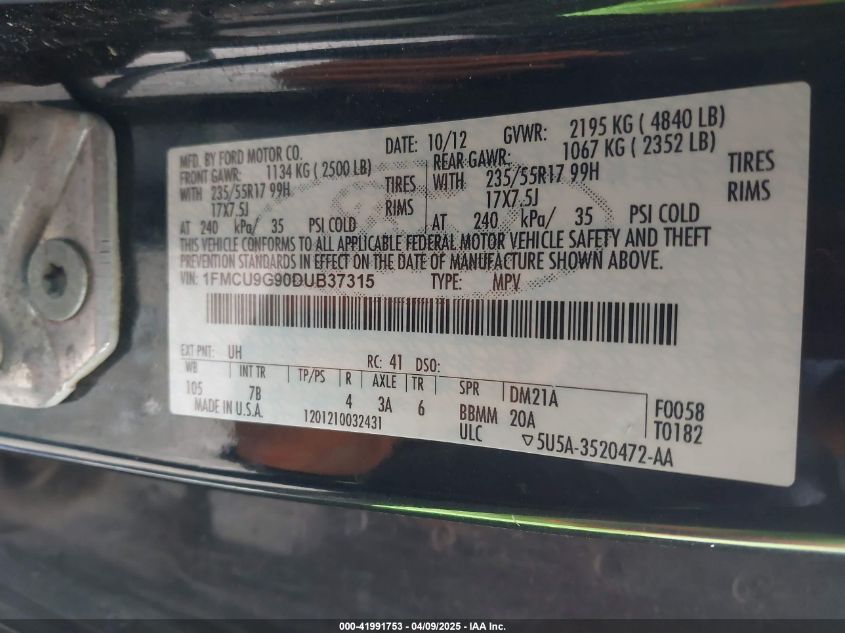 MFD. BY FORD MOTOR CO.
DATE: 10/12 GVWR: 2195 KG ( 4840 LB)
FRONT GAWR: 1134 KG ( 2500 LB) REAR GAWR: 1067 KG ( 2352 LB)
WITH 235/55R17 99H TIRES WITH 235/55R17 99H TIRES
17X7.5J RIMS 17X7.5J RIMS
AT 240 kPa/ 35 PSI COLD AT 240 kPa/ 35 PSI COLD
THIS VEHICLE CONFORMS TO ALL APPLICABLE FEDERAL MOTOR VEHICLE SAFETY AND THEFT
PREVENTION STANDARDS IN EFFECT ON THE DATE OF MANUFACTURE SHOWN ABOVE.
VIN: 1FMCU9G90DUB37315 TYPE: MPV
EXT PNT: UH RC: 41 DSO:
WB INT TR TP/PS R AXLE TR SPR DM21A F0058
105 7B 4 3A 6 BBMM 20A T0182
MADE IN U.S.A. 1201210032431 ULC ▽5U5A-3520472-AA
000-41991753 | 04/09/2025 | IAA Inc.